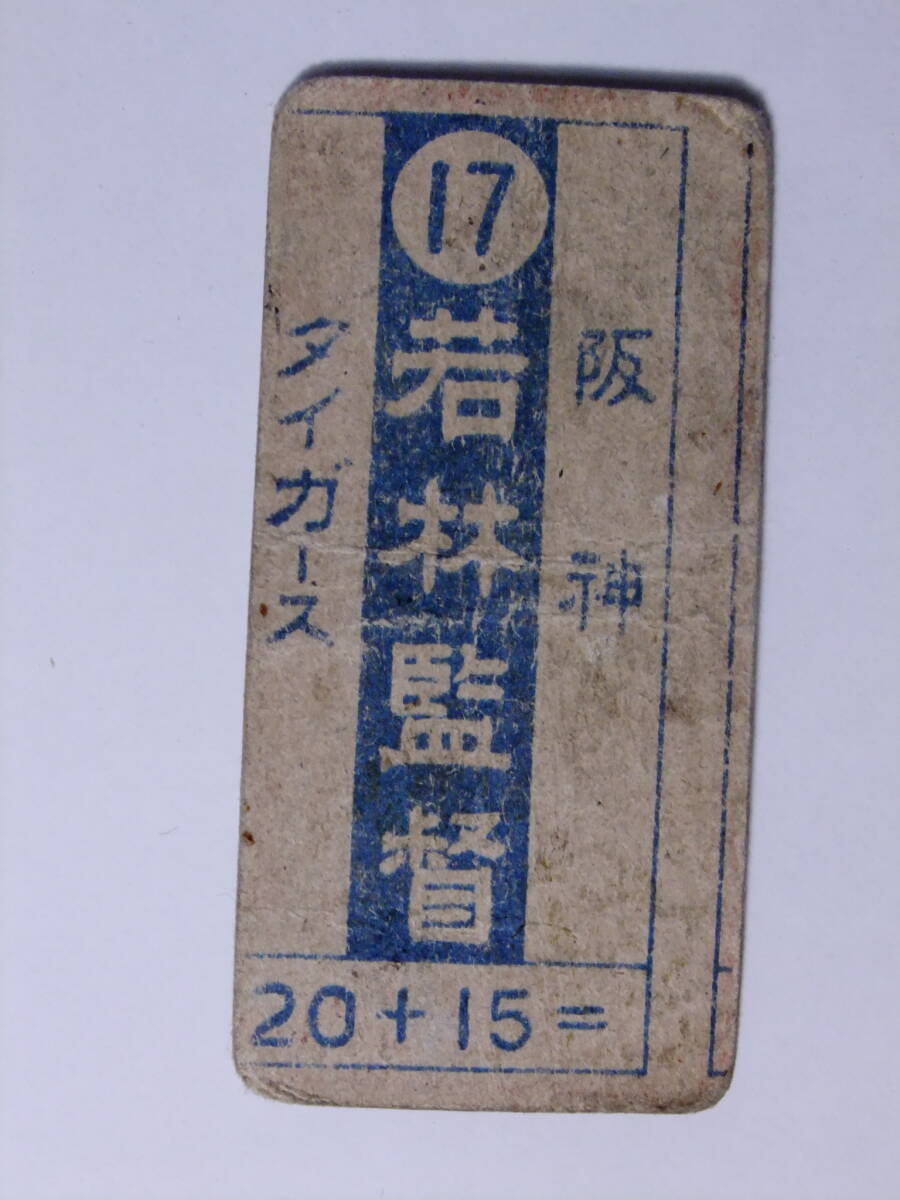 阪神
17
若林監督
タイガース
20+15=